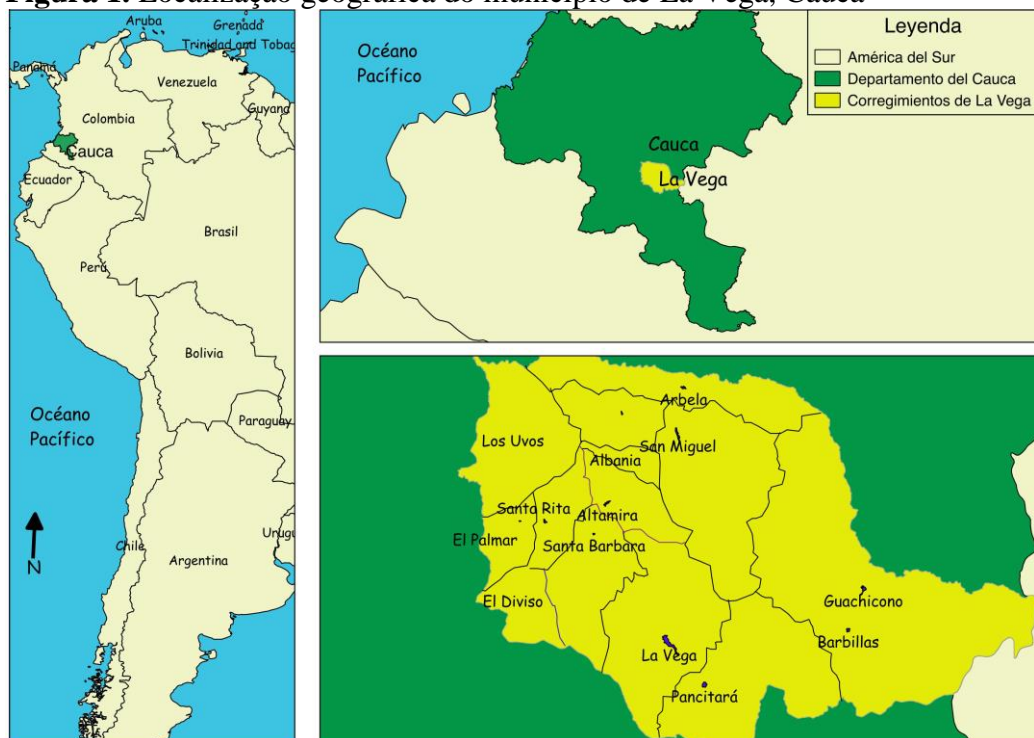 Figura 1. Localização geográfica do município de La Vega, Cauca
Aruba
Grenada
Trinidad and Tobag
Panamá
Venezuela
Guyana
Colombia
Cauca
Ecuador
Brasil
Perú
Bolivia
Océano
Pacífico
Paraguay
Chile
Argentina
Urugu
N
Océano
Pacífico
Cauca
La Vega
Leyenda
América del Sur
Departamento del Cauca
Corregimientos de La Vega
Arbela
Los Uvos
San Miguel
Albania
Santa Rita
Altamira
El Palmar
Santa Barbara
El Diviso
Guachicono
Barbillas
La Vega
Pancitará